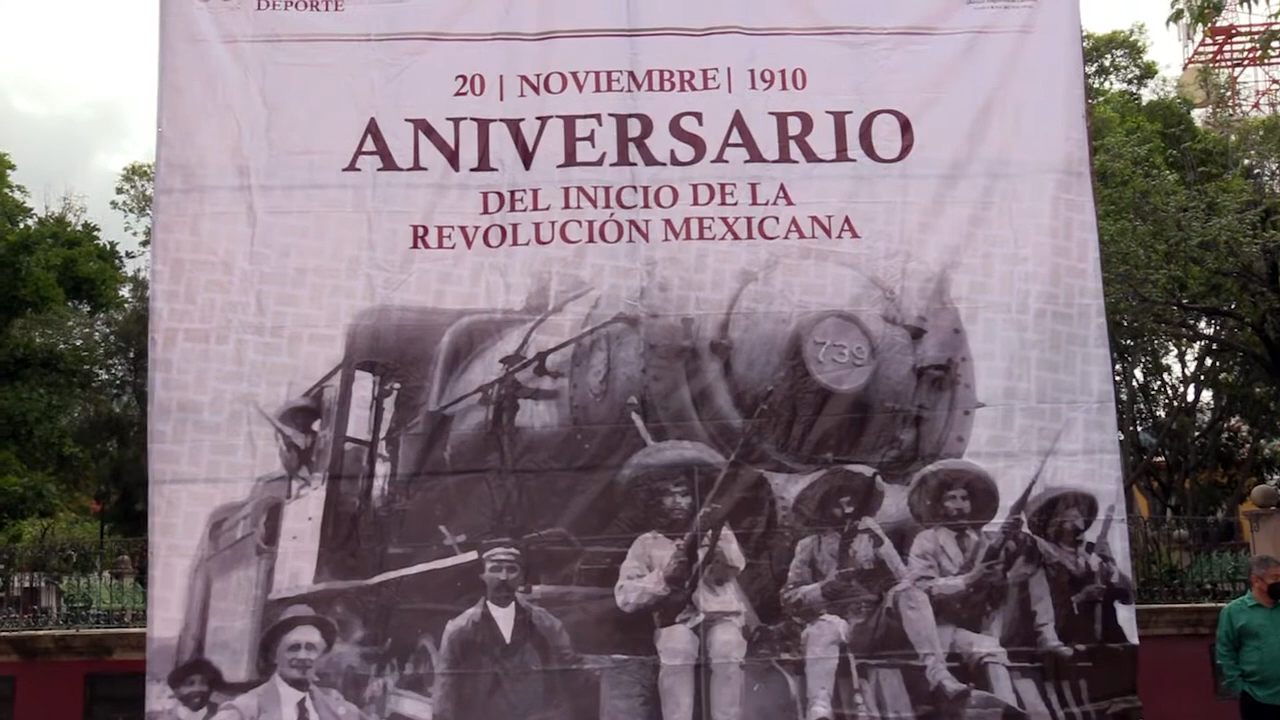 DEPORTE
20 | NOVIEMBRE | 1910
ANIVERSARIO
DEL INICIO DE LA
REVOLUCIÓN MEXICANA
739